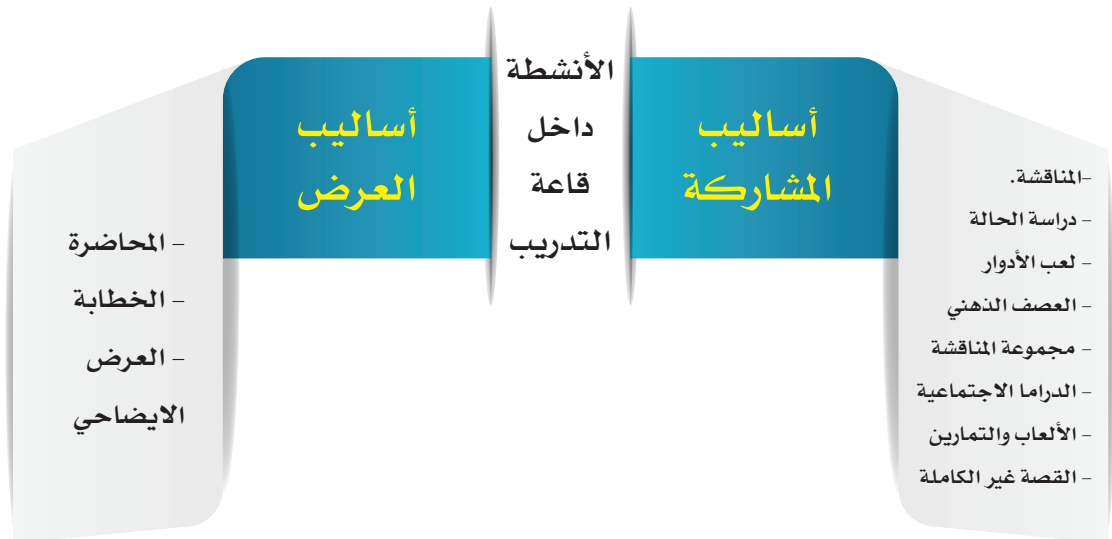 الأنشطة
داخل
قاعة
التدريب
أساليب
المشاركة
-المناقشة.
- دراسة الحالة
- لعب الأدوار
- العصف الذهني
- مجموعة المناقشة
- الدراما الاجتماعية
- الألعاب والتمارين
- القصة غير الكاملة
أساليب
العرض
- المحاضرة
- الخطابة
- العرض
الايضاحي